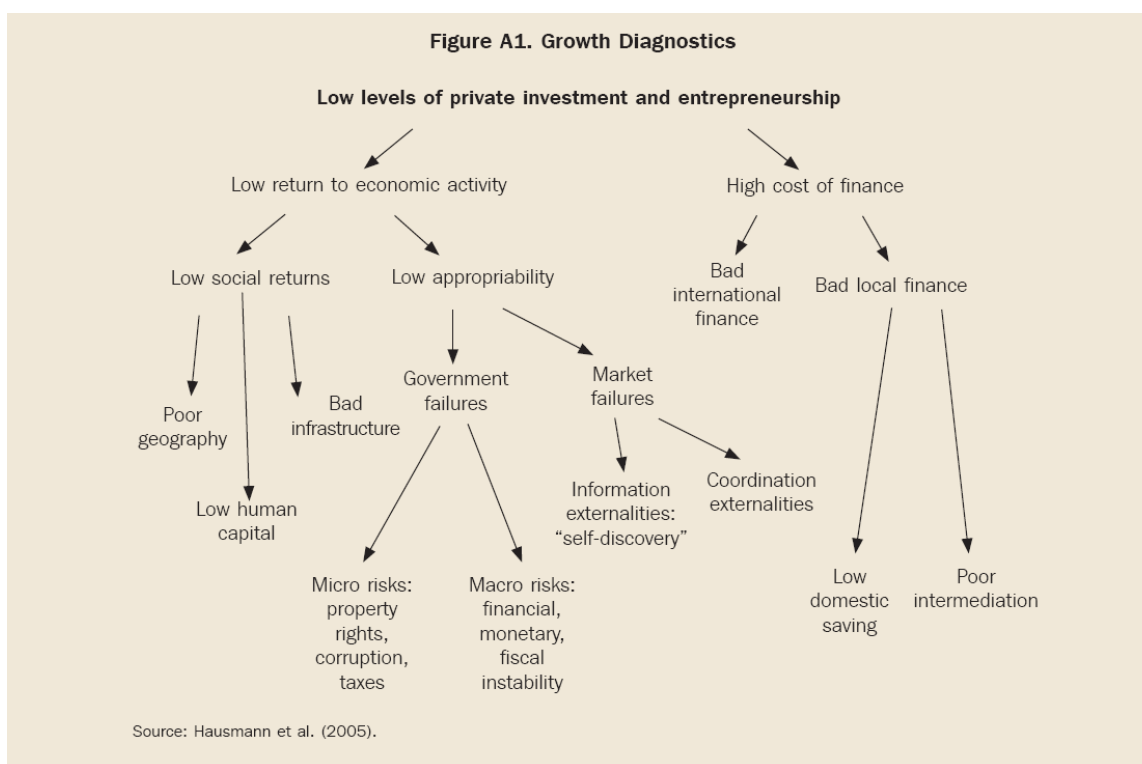 Figure A1. Growth Diagnostics
Low levels of private investment and entrepreneurship
Low return to economic activity
High cost of finance
Low social returns
Low appropriability
Bad
international
finance
Bad local finance
Poor
geography
Bad
infrastructure
Low human
capital
Government
failures
Market
failures
Information
externalities:
“self-discovery”
Coordination
externalities
Micro risks:
property
rights,
corruption,
taxes
Macro risks:
financial,
monetary,
fiscal
instability
Low
domestic
saving
Poor
intermediation
Source: Hausmann et al. (2005).